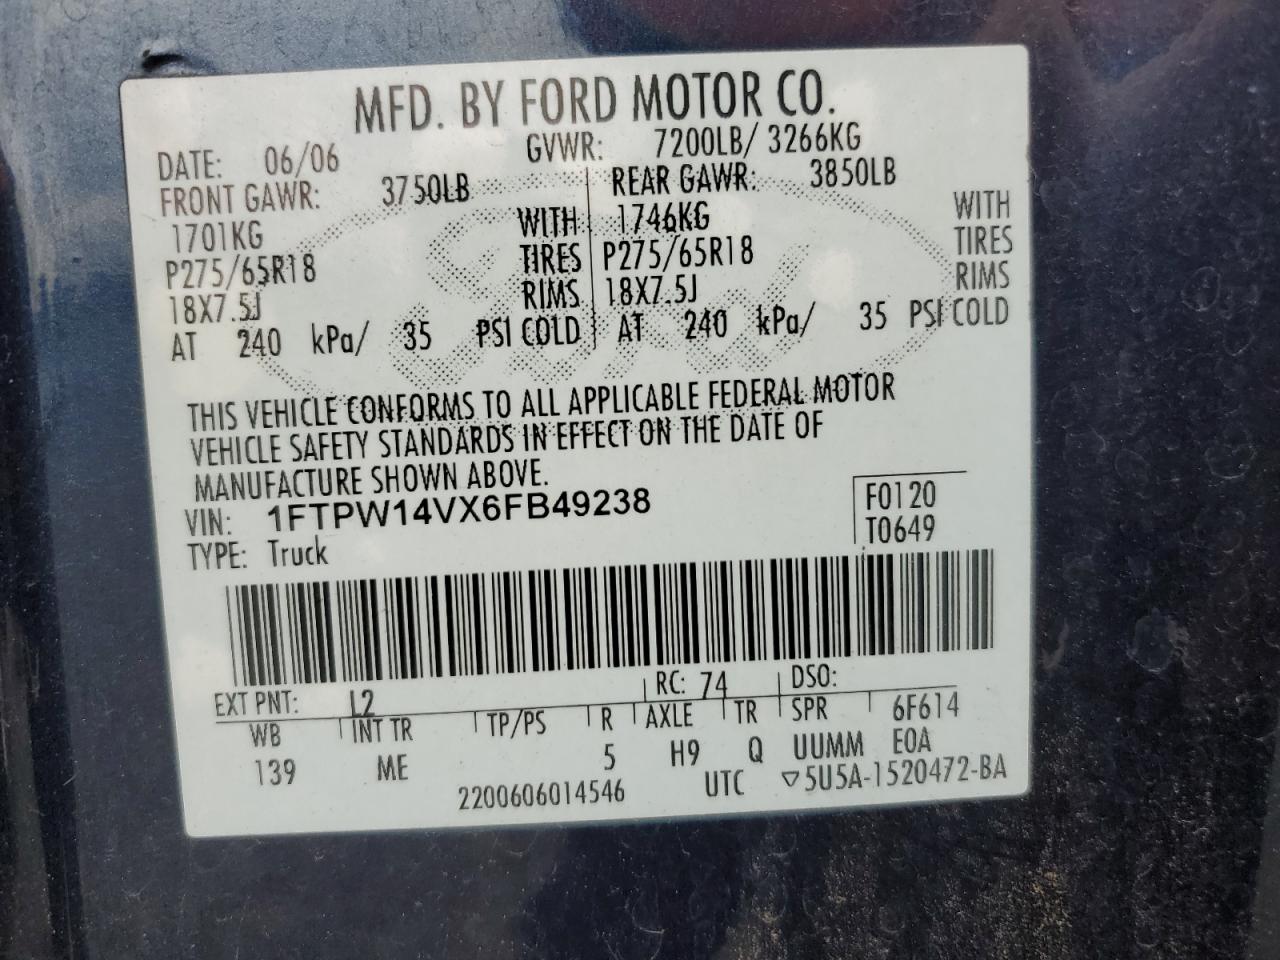 MFD. BY FORD MOTOR CO.
DATE: 06/06 GVWR: 7200LB/ 3266KG
FRONT GAWR: 3750LB REAR GAWR: 3850LB
1701KG WITH 1746KG WITH
P275/65R18 TIRES P275/65R18 TIRES
18X7.5J RIMS 18X7.5J RIMS
AT 240 kPa/ 35 PSI COLD AT 240 kPa/ 35 PSI COLD
THIS VEHICLE CONFORMS TO ALL APPLICABLE FEDERAL MOTOR
VEHICLE SAFETY STANDARDS IN EFFECT ON THE DATE OF
MANUFACTURE SHOWN ABOVE.
VIN: 1FTPW14VX6FB49238 F0120
TYPE: Truck T0649
EXT PNT: L2 RC: 74 DSO:
WB INT TR TP/PS R AXLE TR SPR 6F614
139 ME 5 H9 Q UUMM E0A
2200606014546 UTC ▽5U5A-1520472-BA